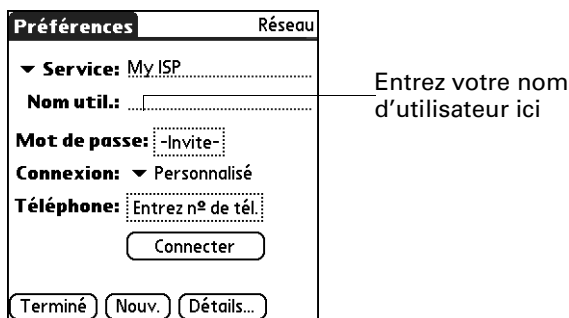 Préférences Réseau
▼ Service: My ISP
Nom util.:
Entrez votre nom
d'utilisateur ici
Mot de passe: -Invite-
Connexion: ▼ Personnalisé
Téléphone: Entrez nº de tél.
Connecter
Terminé Nouv. Détails...